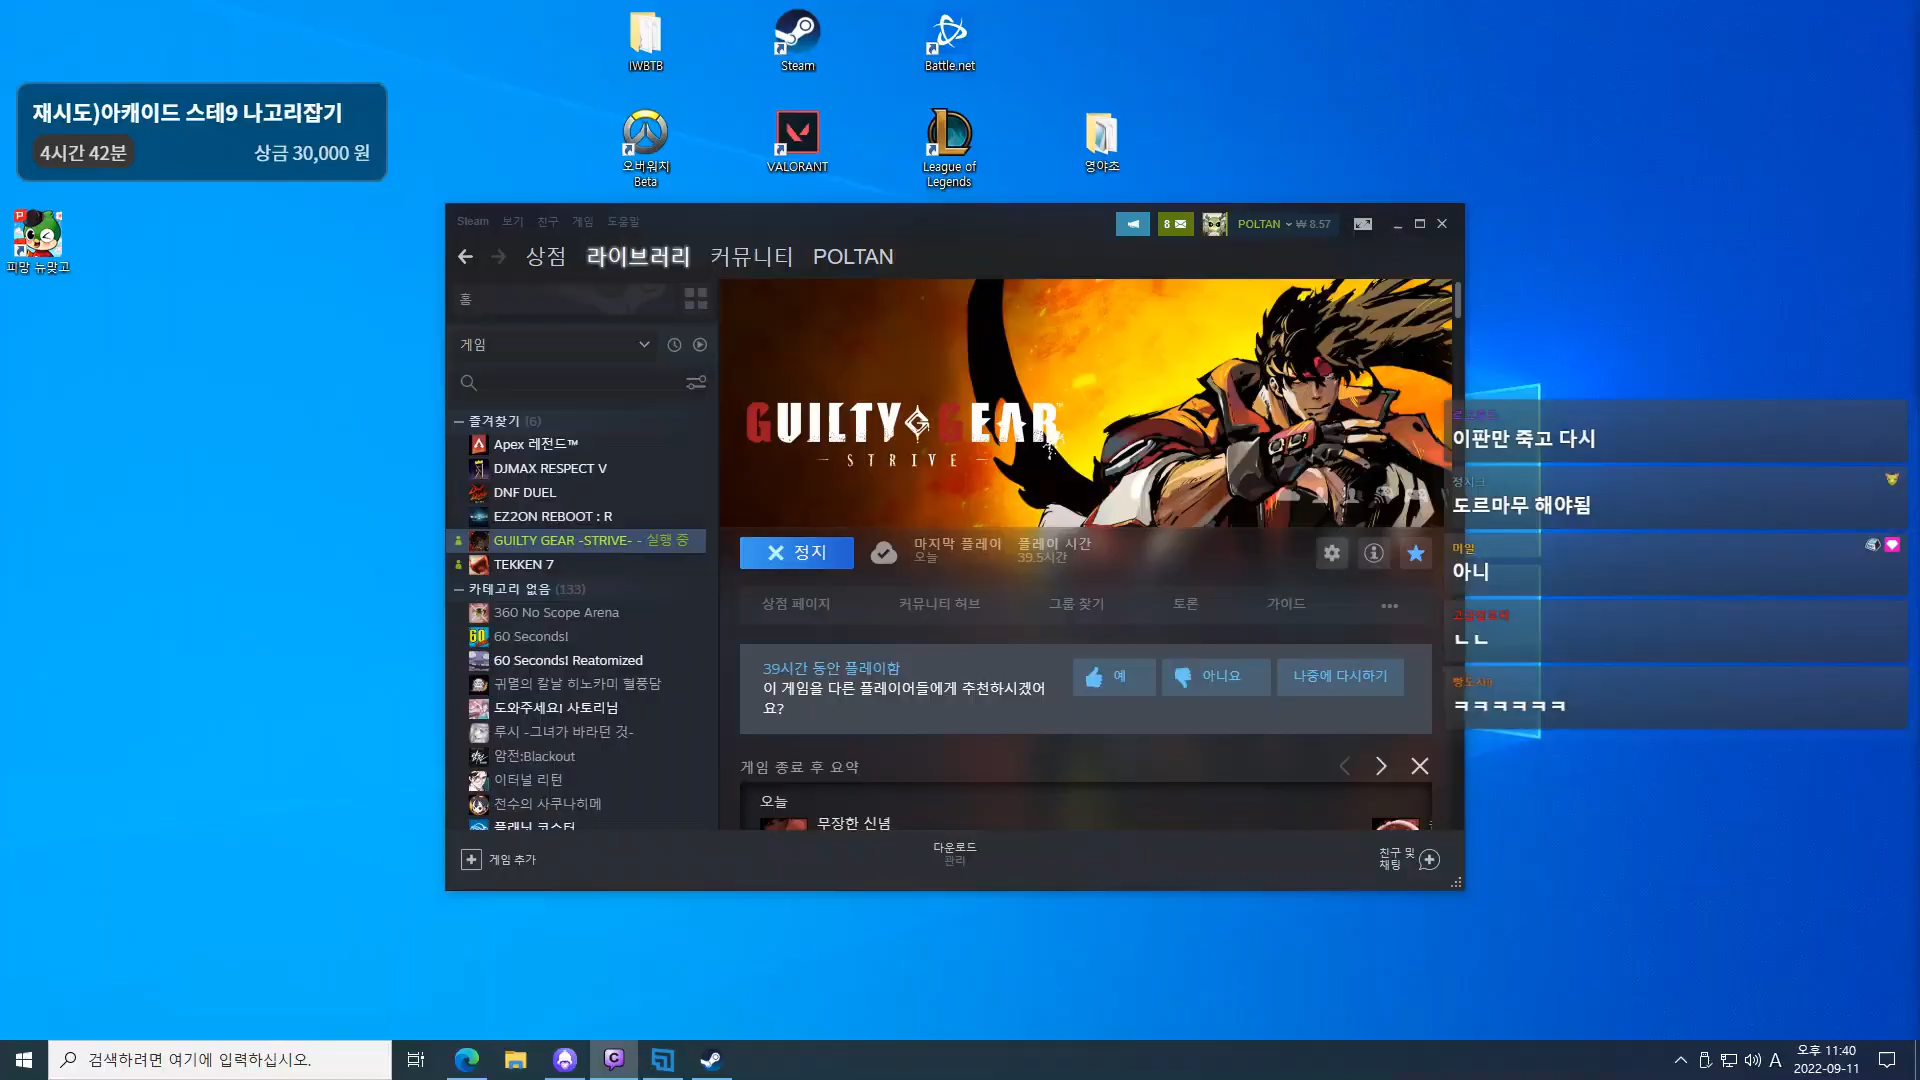 IWBTB
Steam
Battle.net
재시도)아캐이드 스테9 나고리잡기
4시간 42분
상금 30,000 원
오버워치
Beta
VALORANT
League of
Legends
영야초
피망 뉴맞고
Steam 보기 친구 게임 도움말
8
POLTAN
₩ 8.57
상점 라이브러리 커뮤니티 POLTAN
홈
게임
즐겨찾기 (6)
Apex 레전드™
DJMAX RESPECT V
DNF DUEL
EZ2ON REBOOT : R
GUILTY GEAR -STRIVE- - 실행 중
TEKKEN 7
카테고리 없음 (133)
360 No Scope Arena
60 Seconds!
60 Seconds! Reatomized
귀멸의 칼날 히노카미 혈풍담
도와주세요! 사토리님
루시 -그녀가 바라던 것-
암전:Blackout
이터널 리턴
천수의 사쿠나히메
플래닛 코스터
GUILTY GEAR
STRIVE
정지
마지막 플레이
오늘
플레이 시간
39.5시간
상점 페이지 커뮤니티 허브 그룹 찾기 토론 가이드
39시간 동안 플레이함
이 게임을 다른 플레이어들에게 추천하시겠어
요?
예
아니요
나중에 다시하기
게임 종료 후 요약
오늘
무장한 신념
게임 추가
다운로드
관리
친구 및
채팅
이판만 죽고 다시
정시크
도르마무 해야됨
미일
아니
ㄴㄴ
ㅋㅋㅋㅋㅋㅋ
검색하려면 여기에 입력하십시오.
A
오후 11:40
2022-09-11